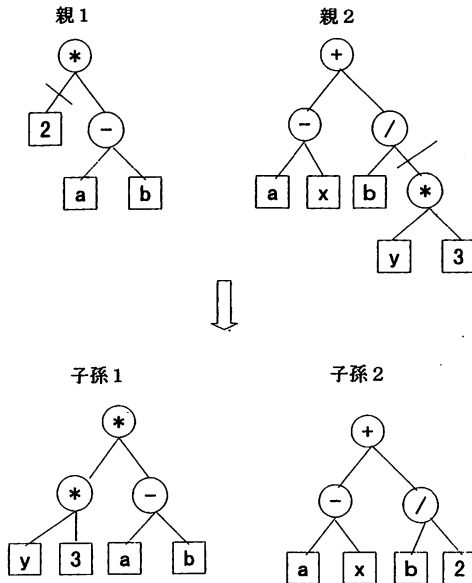 親1 親2
* +
2 - - /
a b a x b *
y 3
子孫1 子孫2
* +
* - - /
y 3 a b a x b 2